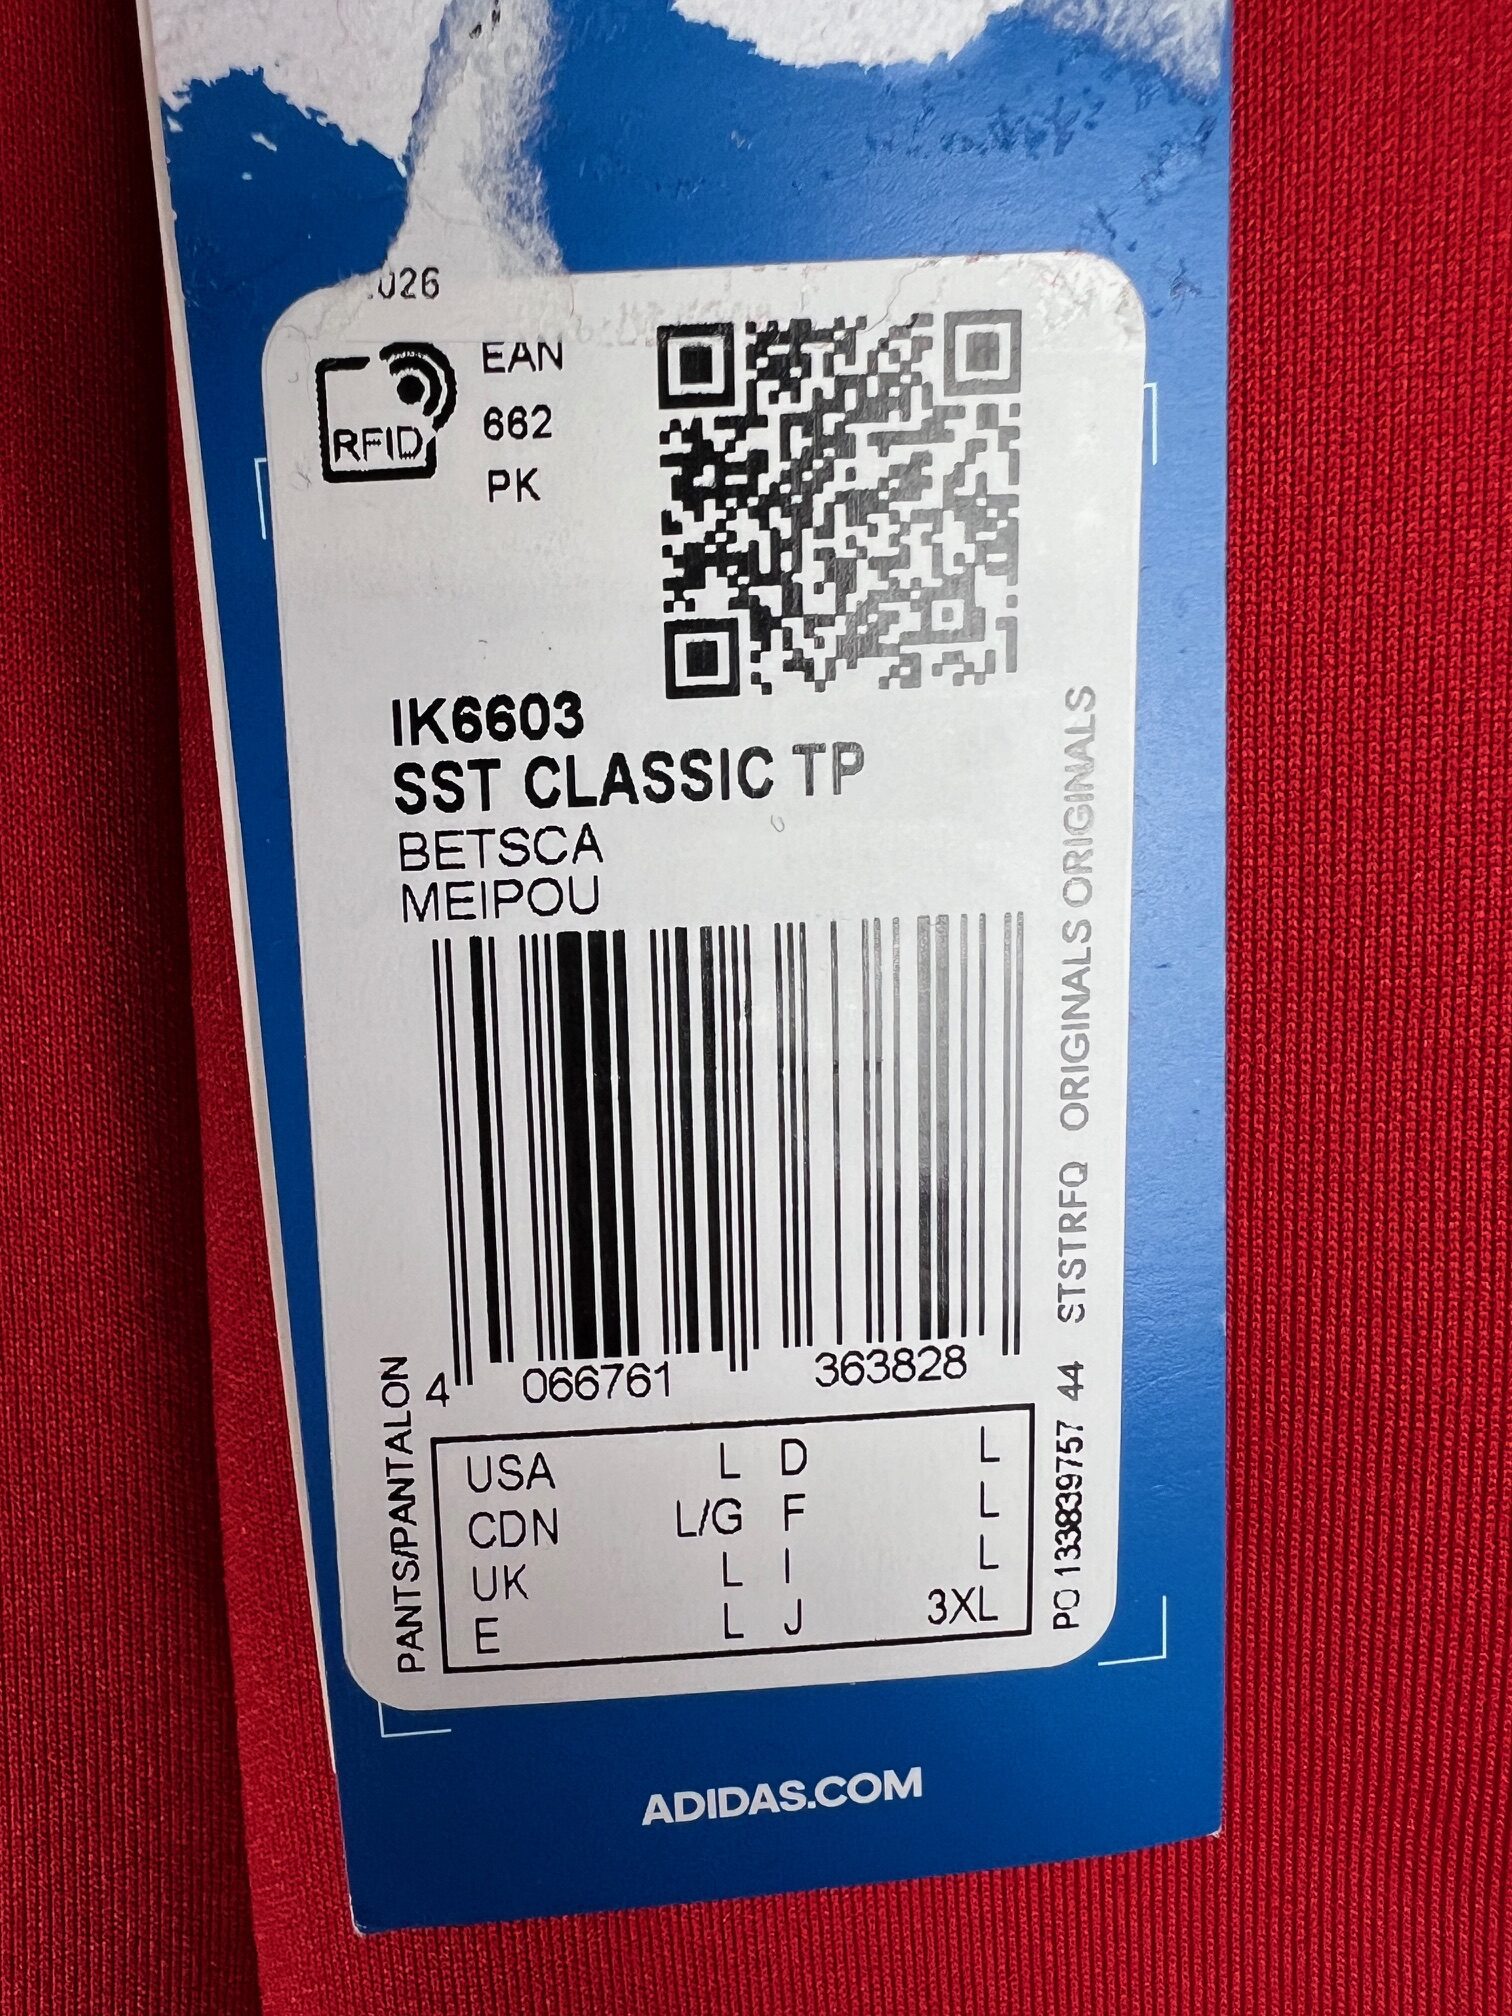 026
RFID
EAN
662
PK
IK6603
SST CLASSIC TP
BETSCA
MEIPOU
4 066761 363828
PANTS/PANTALON
USA L D L
CDN L/G F L
UK L I L
E L J 3XL
PO 133839757 44 STSTRFQ ORIGINALS ORIGINALS
ADIDAS.COM